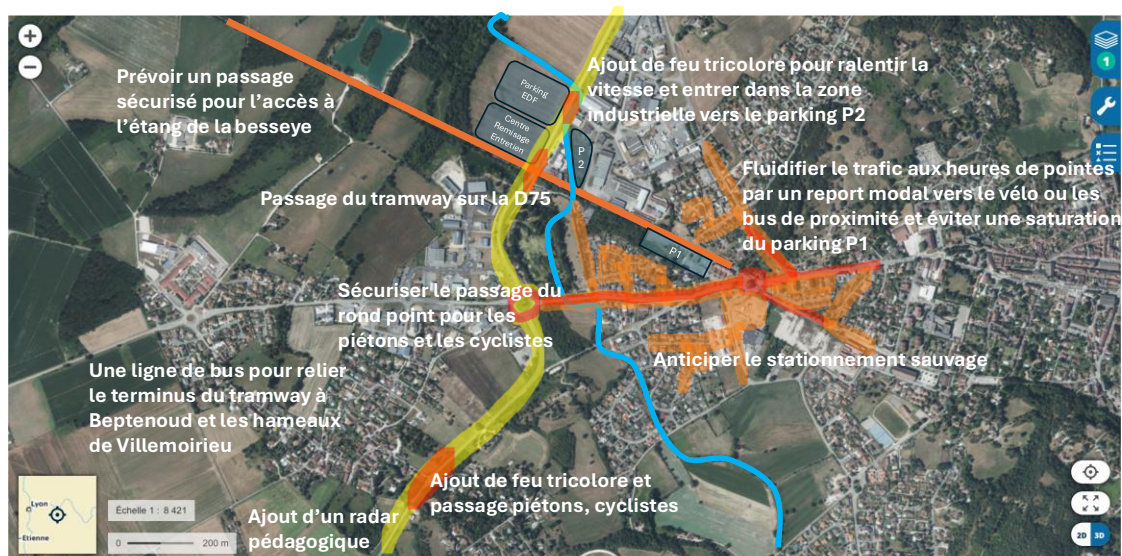 Prévoir un passage
sécurisé pour l'accès à
l'étang de la besseye
Parking
EDF
Centre
Remisage
Entretien
P
2
Ajout de feu tricolore pour ralentir la
vitesse et entrer dans la zone
industrielle vers le parking P2
1
Passage du tramway sur la D75
Fluidifier le trafic aux heures de pointes
par un report modal vers le vélo ou les
bus de proximité et éviter une saturation
du parking P1
P1
Sécuriser le passage du
rond point pour les
piétons et les cyclistes
Anticiper le stationnement sauvage
Une ligne de bus pour relier
le terminus du tramway à
Beptenoud et les hameaux
de Villemoirieu
Ajout de feu tricolore et
passage piétons, cyclistes
Ajout d'un radar
pédagogique
Lyon
-Etienne
Échelle 1 : 8 421
0 200 m
2D 3D